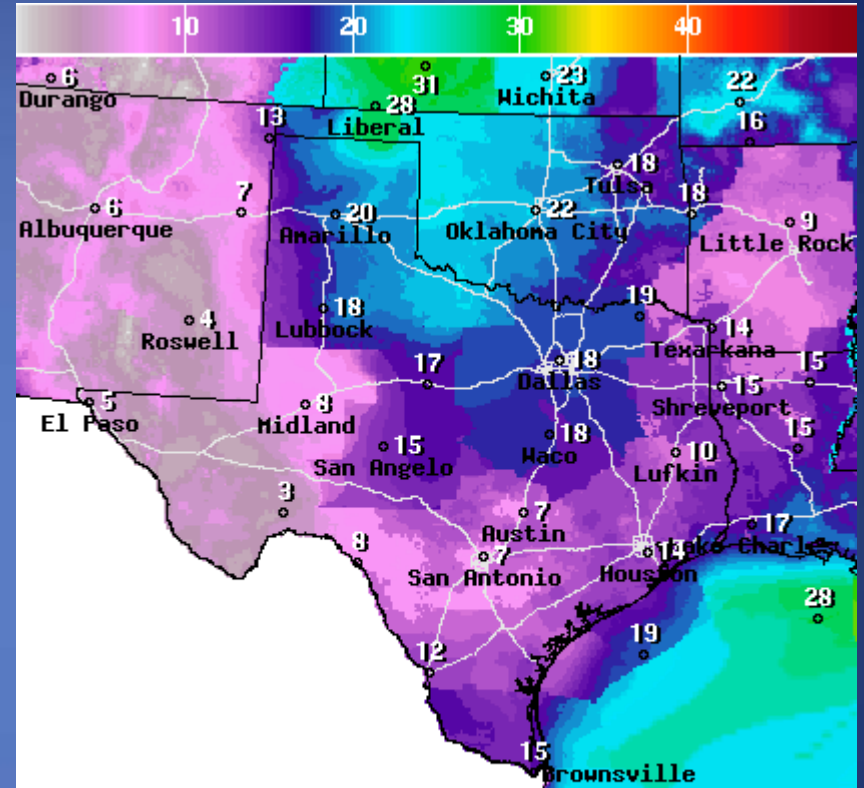 10 20 30 40
6
Durango
31
23
Wichita
28
Liberal
22
16
13
18
Tulsa
6
Albuquerque
7
20
Amarillo
22
Oklahoma City
18
9
Little Rock
4
Roswell
18
Lubbock
19
14
Texarkana
17
18
Dallas
15
Shreveport
15
5
El Paso
8
Midland
15
San Angelo
18
Waco
10
Lufkin
15
3
7
Austin
17
Lake Charles
8
7
San Antonio
14
Houston
28
19
12
15
Brownsville